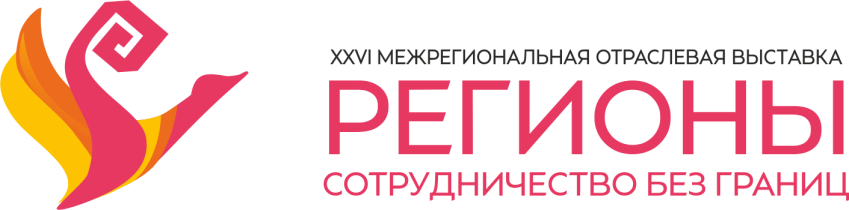 XXVI МЕЖРЕГИОНАЛЬНАЯ ОТРАСЛЕВАЯ ВЫСТАВКА
РЕГИОНЫ
СОТРУДНИЧЕСТВО БЕЗ ГРАНИЦ